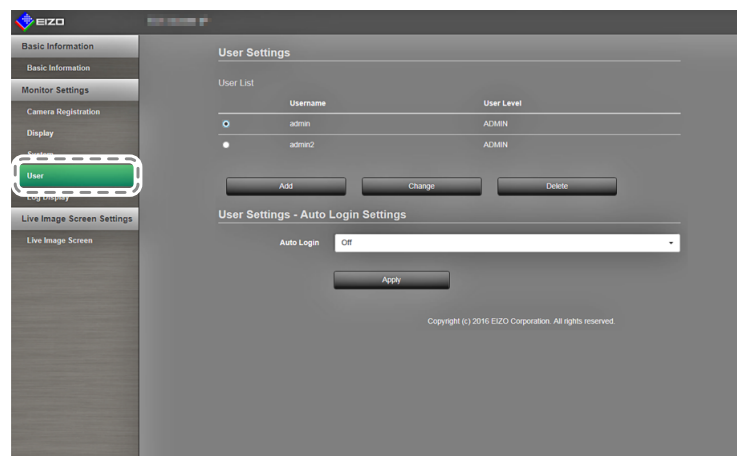 EIZO
Basic Information
Basic Information
Monitor Settings
Camera Registration
Display
System
User
Log Display
Live Image Screen Settings
Live Image Screen
User Settings
User List
Username User Level
admin ADMIN
admin2 ADMIN
Add Change Delete
User Settings - Auto Login Settings
Auto Login Off
Apply
Copyright (c) 2016 EIZO Corporation. All rights reserved.